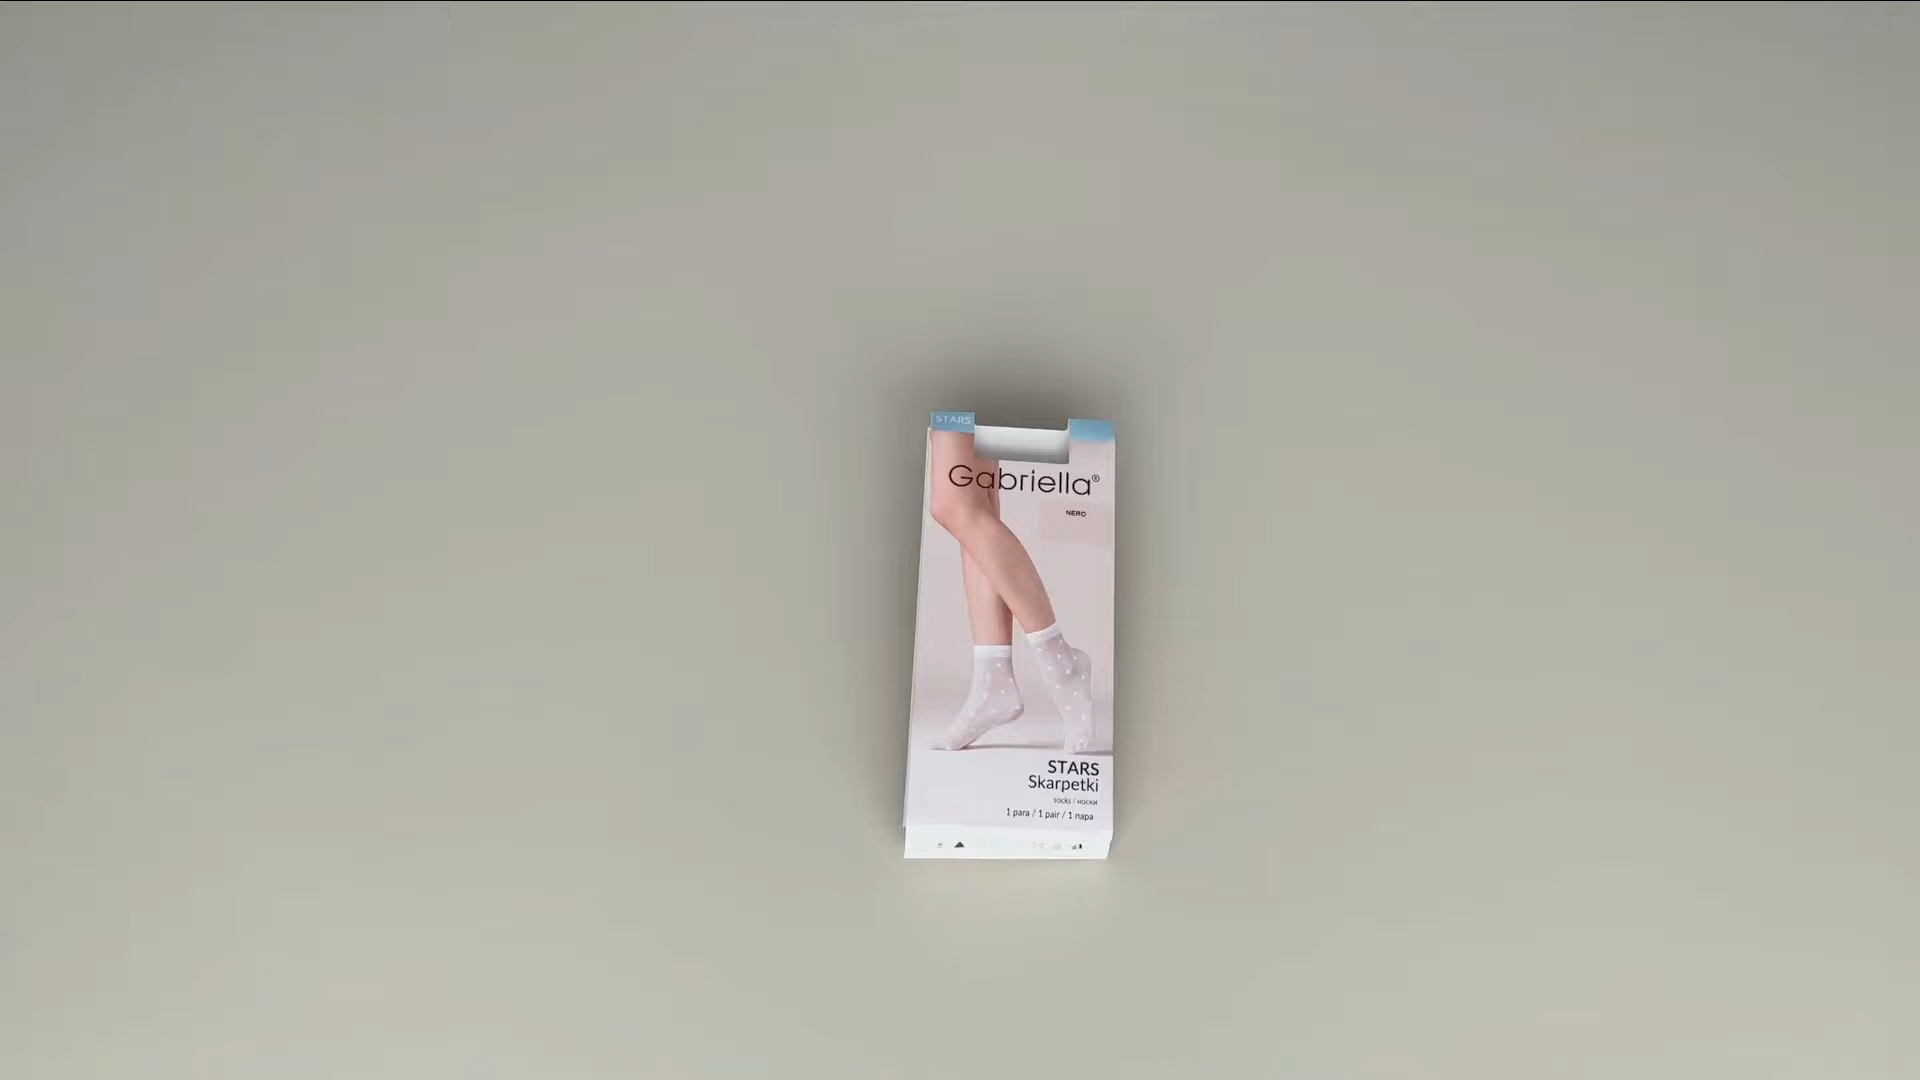 STARS
Gabriella®
NERO
STARS
Skarpetki
socks / носки
1 para / 1 pair / 1 пара